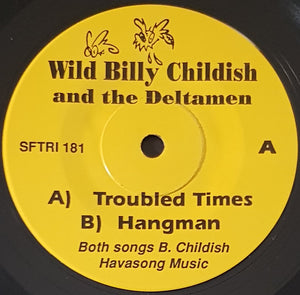 Wild Billy Childish
and the Deltamen
SFTRI 181
A
A) Troubled Times
B) Hangman
Both songs B. Childish
Havasong Music